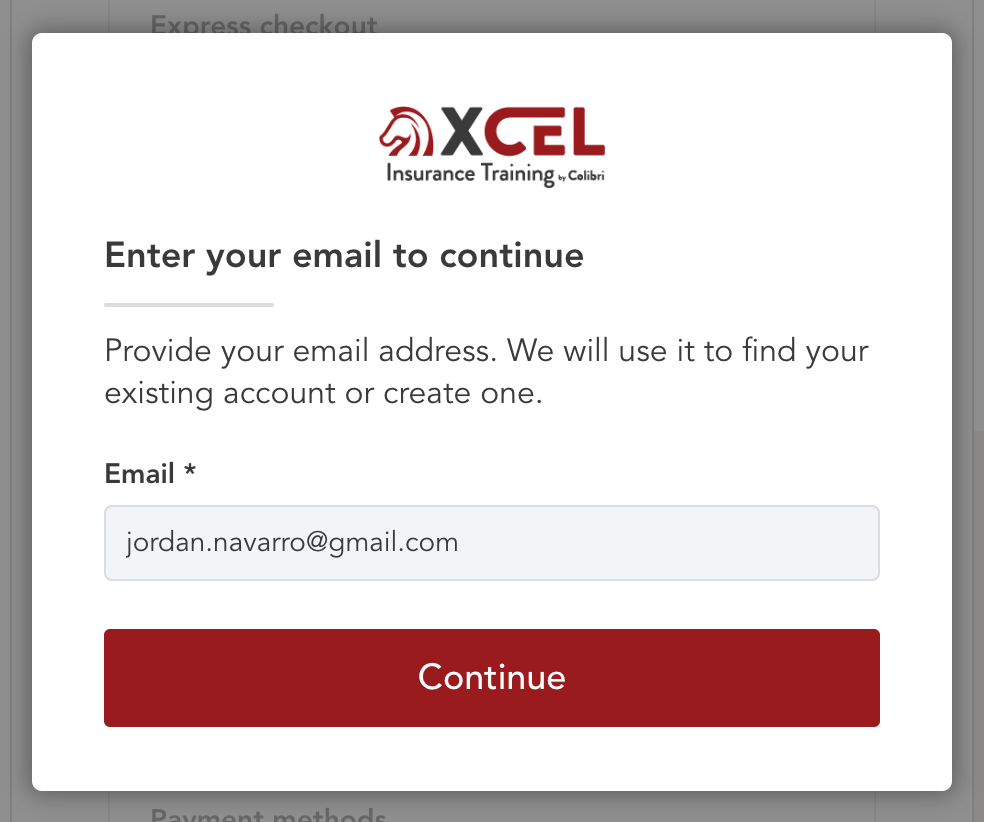 Express checkout
XCEL
Insurance Training by Colibri
Enter your email to continue
Provide your email address. We will use it to find your
existing account or create one.
Email *
jordan.navarro@gmail.com
Continue
Payment methods